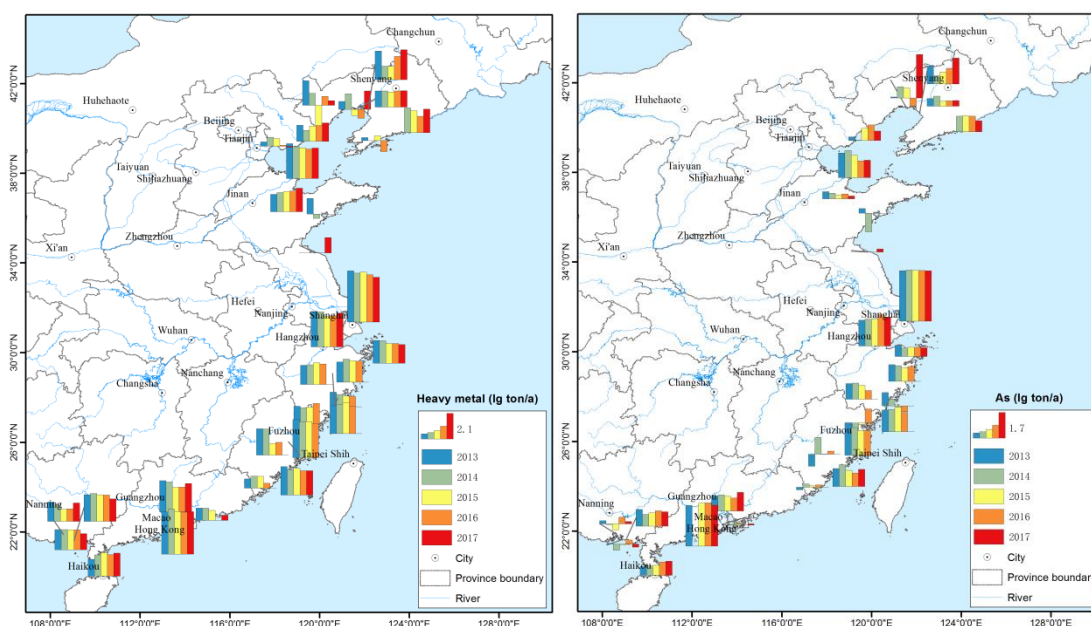 Changchun
Shenyang
Huhehaote
Beijing
Tianjin
Taiyuan
Shijiazhuang
Jinan
Xi'an
Zhengzhou
Hefei
Nanjing
Shanghai
Wuhan
Hangzhou
Nanchang
Changsha
Fuzhou
Taipei Shih
Nanning
Guangzhou
Macao
Hong Kong
Haikou
42°0'0"N
38°0'0"N
34°0'0"N
30°0'0"N
26°0'0"N
22°0'0"N
108°0'0"E
112°0'0"E
116°0'0"E
120°0'0"E
124°0'0"E
128°0'0"E
Heavy metal (lg ton/a)
2. 1
2013
2014
2015
2016
2017
City
Province boundary
River
Changchun
Shenyang
Huhehaote
Beijing
Tianjin
Taiyuan
Shijiazhuang
Jinan
Xi'an
Zhengzhou
Hefei
Nanjing
Shanghai
Wuhan
Hangzhou
Nanchang
Changsha
Fuzhou
Taipei Shih
Nanning
Guangzhou
Macao
Hong Kong
Haikou
42°0'0"N
38°0'0"N
34°0'0"N
30°0'0"N
26°0'0"N
22°0'0"N
108°0'0"E
112°0'0"E
116°0'0"E
120°0'0"E
124°0'0"E
128°0'0"E
As (lg ton/a)
1. 7
2013
2014
2015
2016
2017
City
Province boundary
River